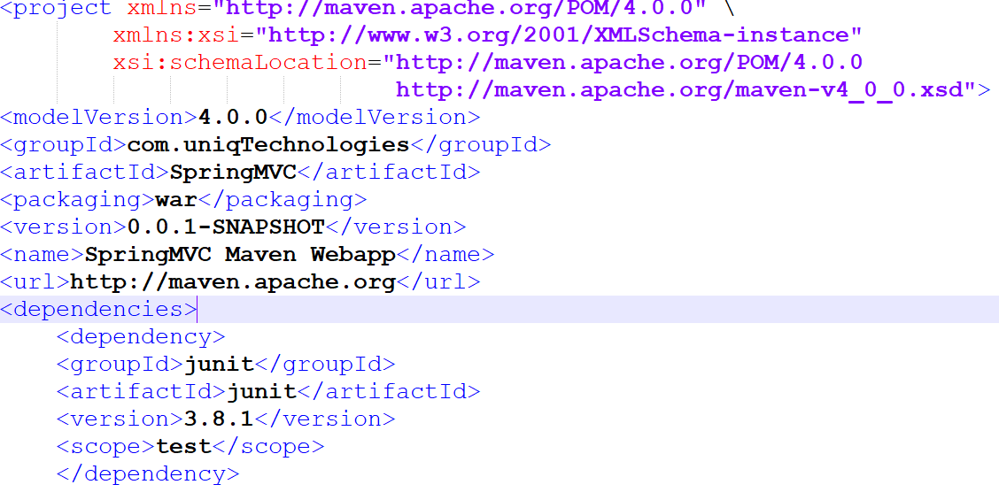 <project xmlns="http://maven.apache.org/POM/4.0.0" \
xmlns:xsi="http://www.w3.org/2001/XMLSchema-instance"
xsi:schemaLocation="http://maven.apache.org/POM/4.0.0
http://maven.apache.org/maven-v4_0_0.xsd">
<modelVersion>4.0.0</modelVersion>
<groupId>com.uniqTechnologies</groupId>
<artifactId>SpringMVC</artifactId>
<packaging>war</packaging>
<version>0.0.1-SNAPSHOT</version>
<name>SpringMVC Maven Webapp</name>
<url>http://maven.apache.org</url>
<dependencies>
<dependency>
<groupId>junit</groupId>
<artifactId>junit</artifactId>
<version>3.8.1</version>
<scope>test</scope>
</dependency>